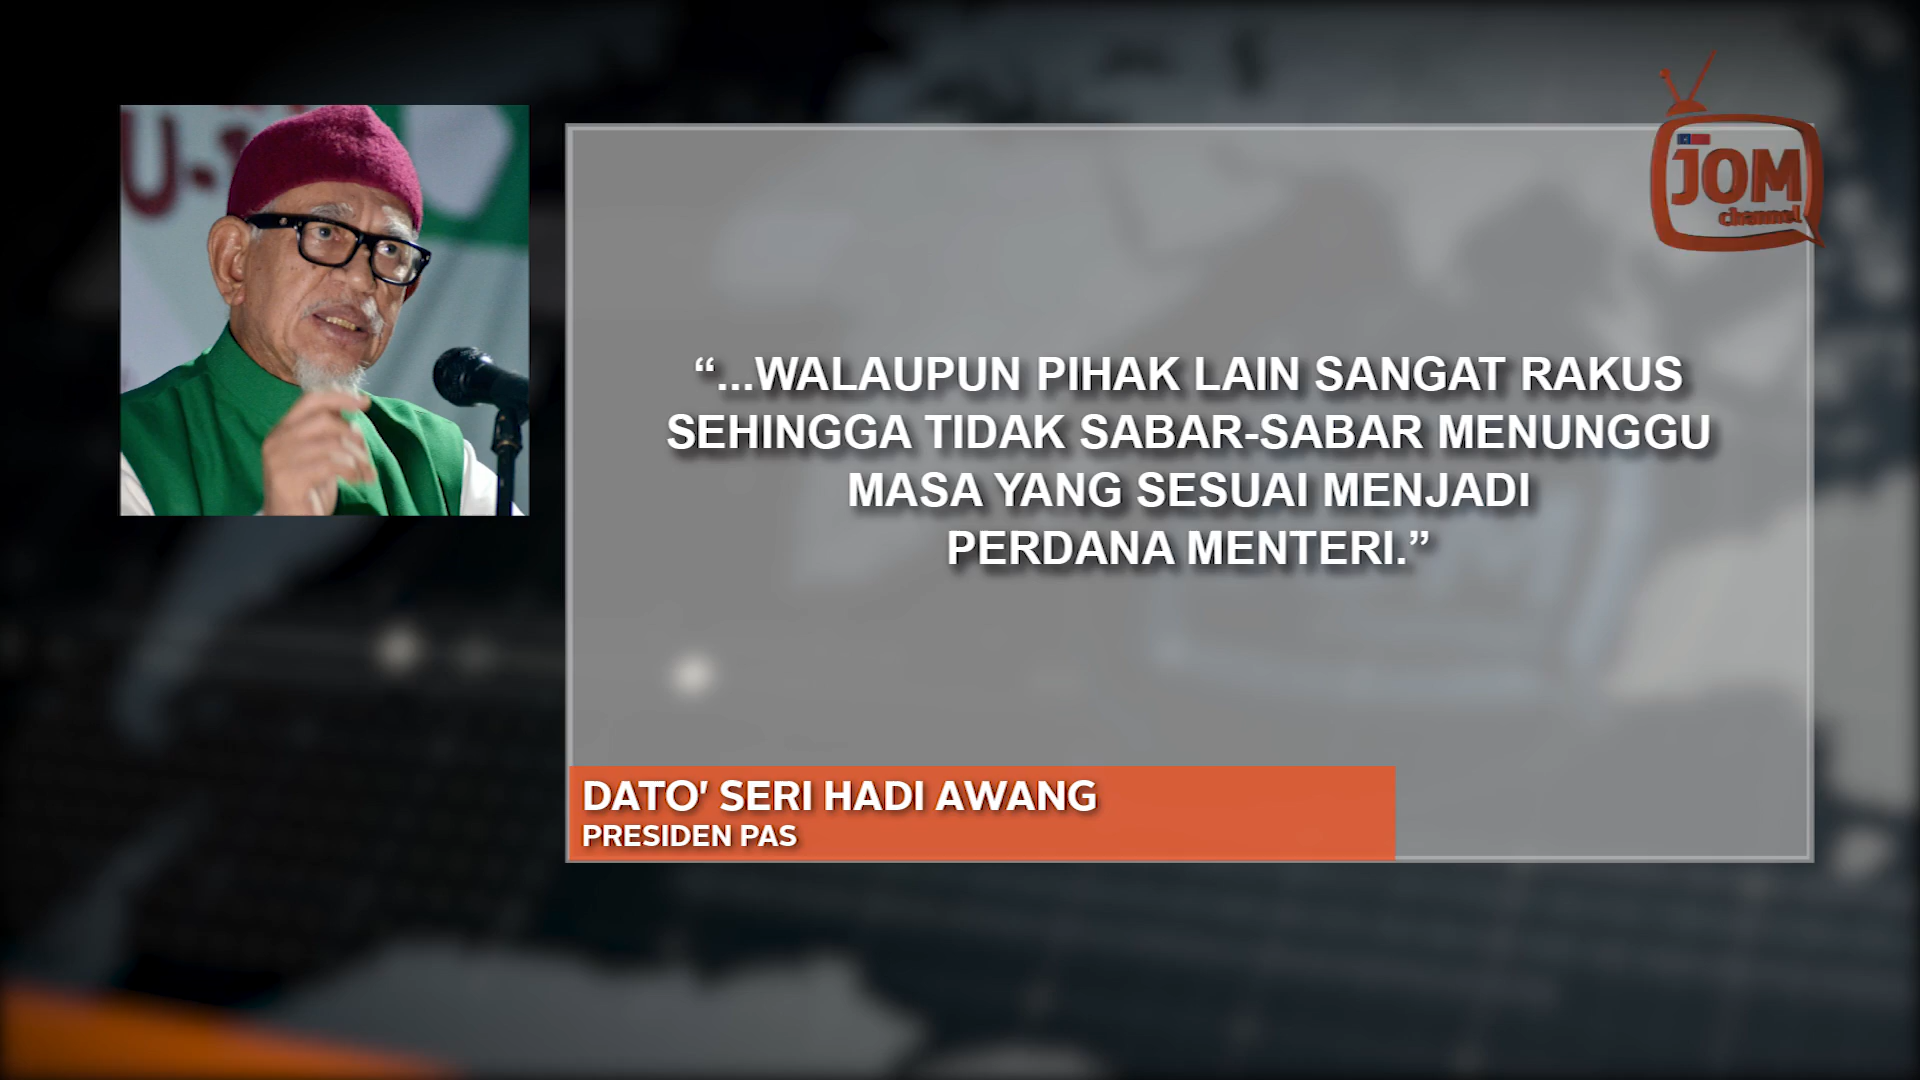 JOM
channel
“...WALAUPUN PIHAK LAIN SANGAT RAKUS
SEHINGGA TIDAK SABAR-SABAR MENUNGGU
MASA YANG SESUAI MENJADI
PERDANA MENTERI.”
DATO' SERI HADI AWANG
PRESIDEN PAS